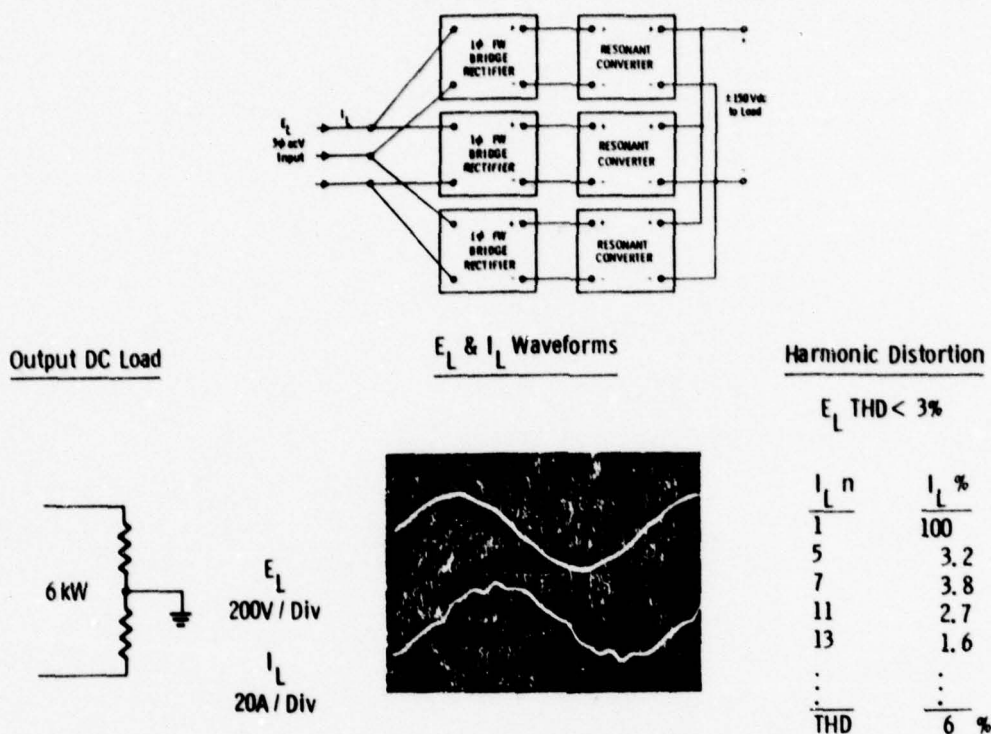 1ϕ FW
BRIDGE
RECTIFIER
+
-
+
-
RESONANT
CONVERTER
+
-
1ϕ FW
BRIDGE
RECTIFIER
+
-
RESONANT
CONVERTER
+
-
+
-
1ϕ FW
BRIDGE
RECTIFIER
+
-
RESONANT
CONVERTER
+
-
+
-
E_L
I_L
3ϕ acV
Input
± 150 Vdc
to Load
Output DC Load
E_L & I_L Waveforms
Harmonic Distortion
E_L THD < 3%
6 kW
E_L
200V / Div
I_L
20A / Div
I_L n I_L %
1 100
5 3.2
7 3.8
11 2.7
13 1.6
THD 6 %